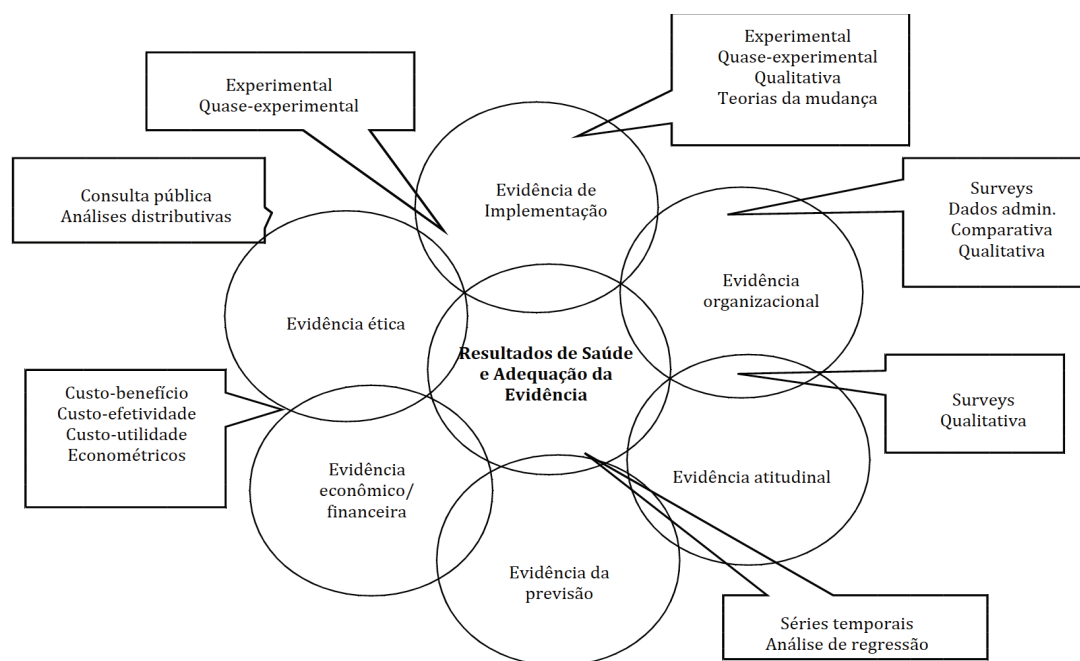 Experimental
Quase-experimental
Qualitativa
Teorias da mudança
Experimental
Quase-experimental
Consulta pública
Análises distributivas
Surveys
Dados admin.
Comparativa
Qualitativa
Evidência de
Implementação
Evidência
organizacional
Evidência ética
Resultados de Saúde
e Adequação da
Evidência
Custo-benefício
Custo-efetividade
Custo-utilidade
Econométricos
Surveys
Qualitativa
Evidência
econômico/
financeira
Evidência atitudinal
Evidência da
previsão
Séries temporais
Análise de regressão